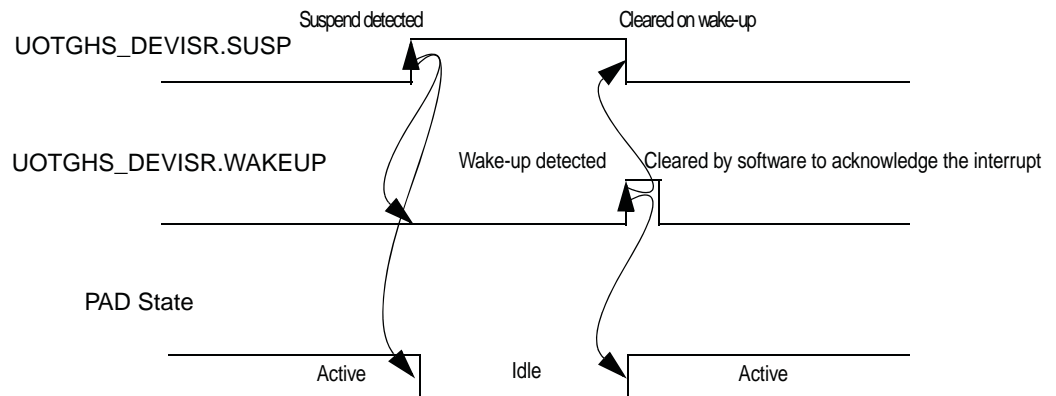 Suspend detected
Cleared on wake-up
UOTGHS_DEVISR.SUSP
UOTGHS_DEVISR.WAKEUP
Wake-up detected
Cleared by software to acknowledge the interrupt
PAD State
Active
Idle
Active